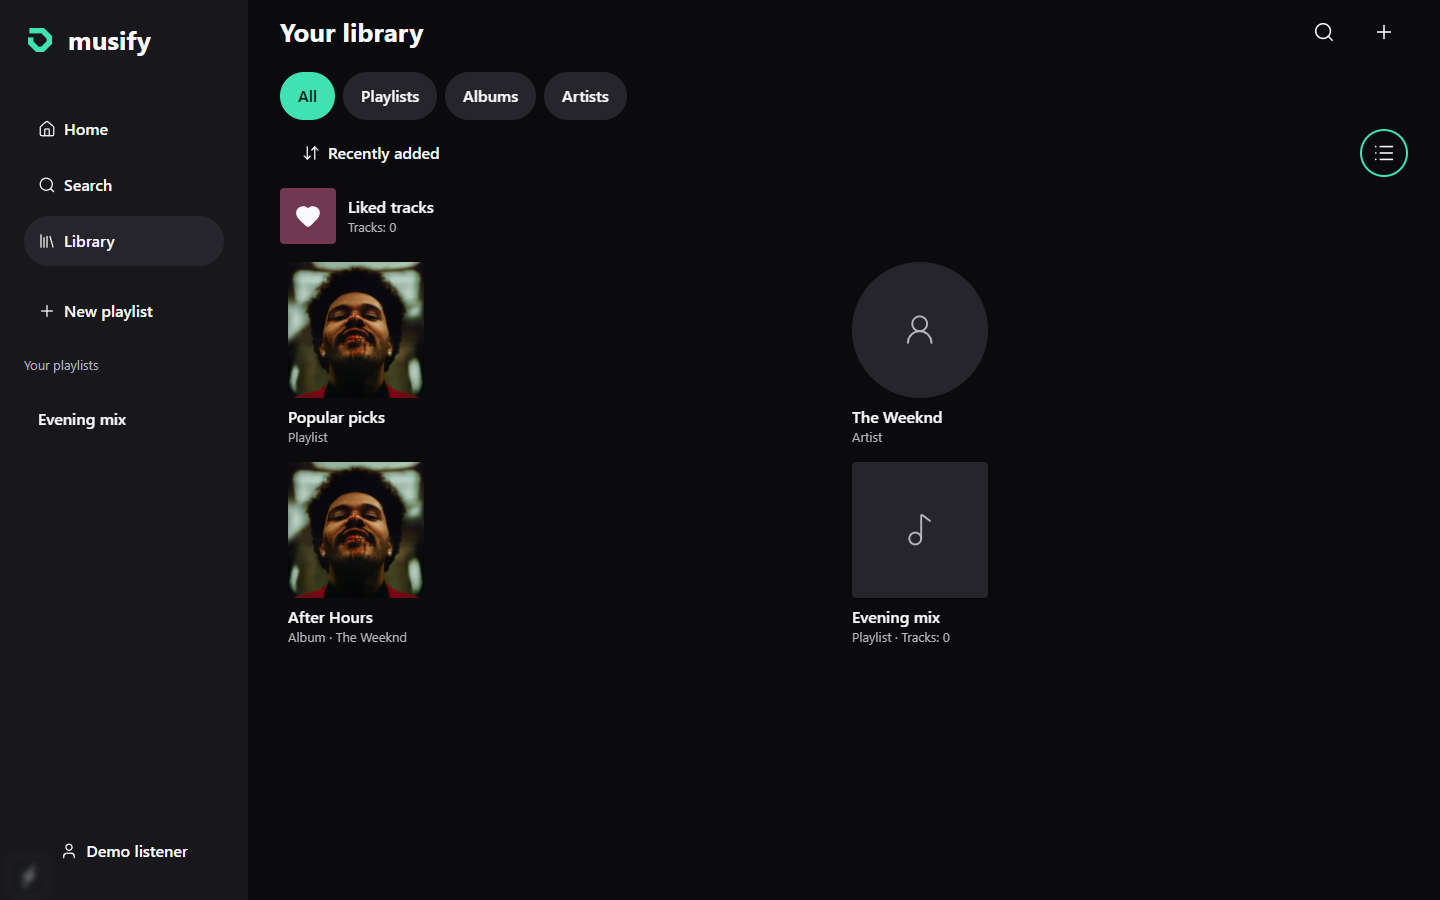 musify
Home
Search
Library
New playlist
Your playlists
Evening mix
Demo listener
Your library
All
Playlists
Albums
Artists
Recently added
Liked tracks
Tracks: 0
Popular picks
Playlist
The Weeknd
Artist
After Hours
Album · The Weeknd
Evening mix
Playlist · Tracks: 0